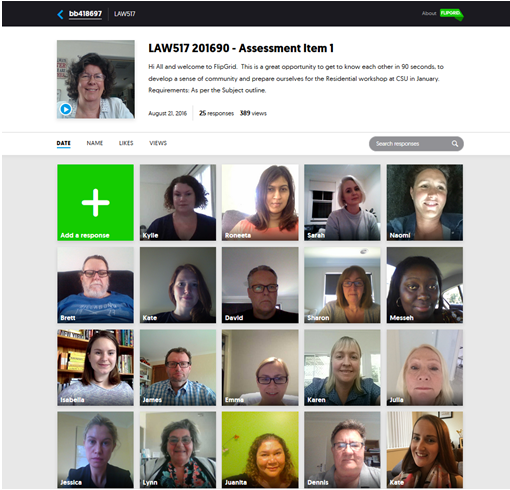 bb418697 LAW517 About FLIPGRID
LAW517 201690 - Assessment Item 1
Hi All and welcome to FlipGrid. This is a great opportunity to get to know each other in 90 seconds, to
develop a sense of community and prepare ourselves for the Residential workshop at CSU in January.
Requirements: As per the Subject outline.
August 21, 2016 25 responses 389 views
DATE NAME LIKES VIEWS Search responses
Add a response Kylie Roneeta Sarah Naomi
Brett Kate David Sharon Messeh
Isabella James Emma Karen Julia
Jessica Lynn Juanita Dennis Kate